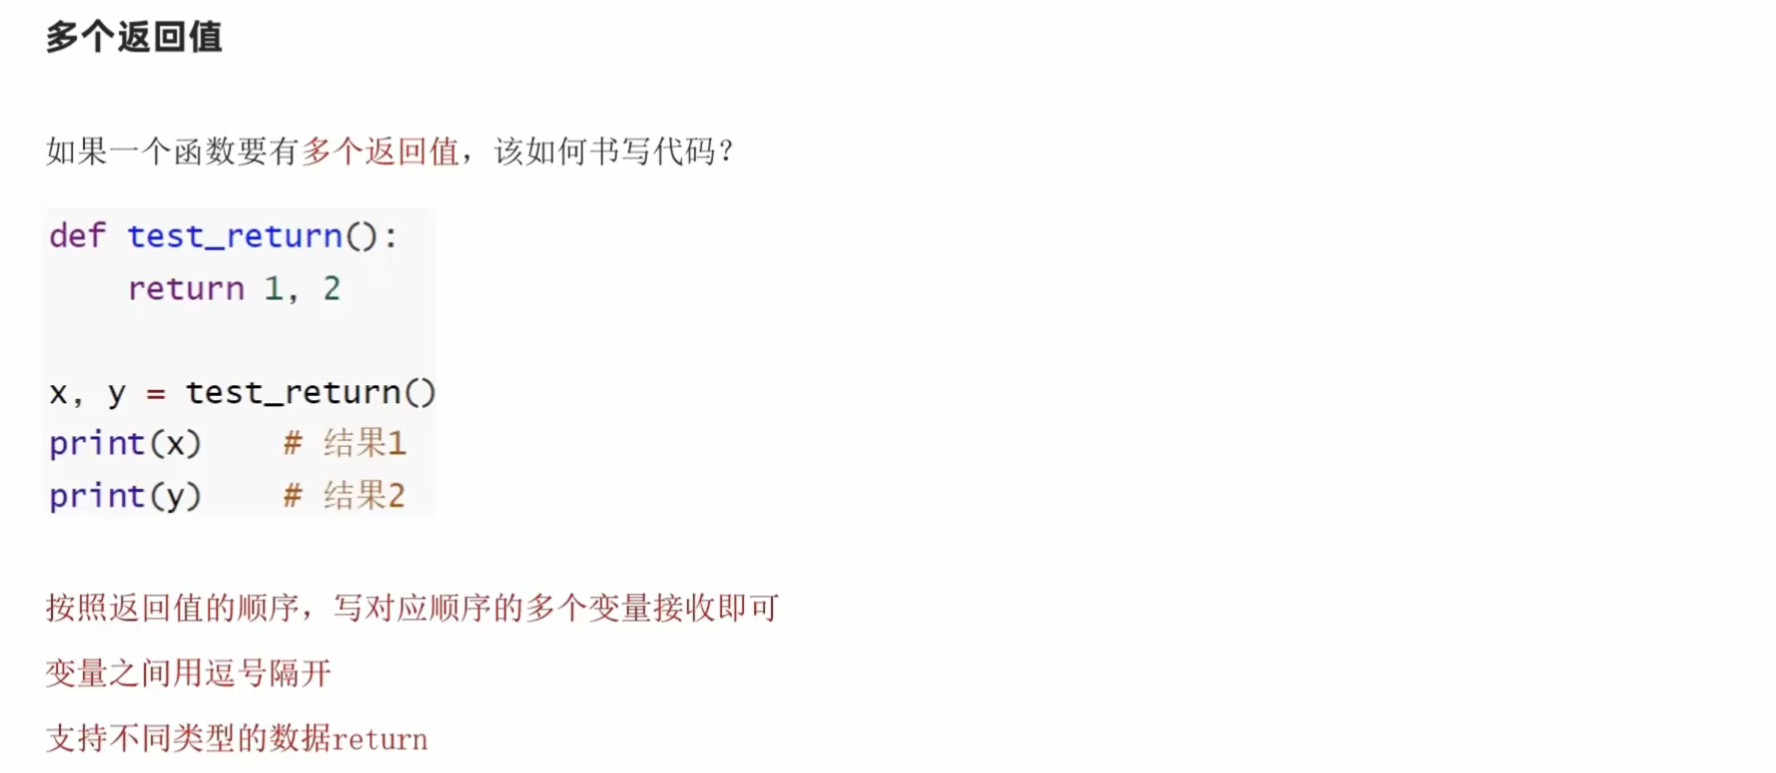 多个返回值
如果一个函数要有多个返回值，该如何书写代码？
def test_return():
    return 1, 2
x, y = test_return()
print(x)    # 结果1
print(y)    # 结果2
按照返回值的顺序，写对应顺序的多个变量接收即可
变量之间用逗号隔开
支持不同类型的数据return